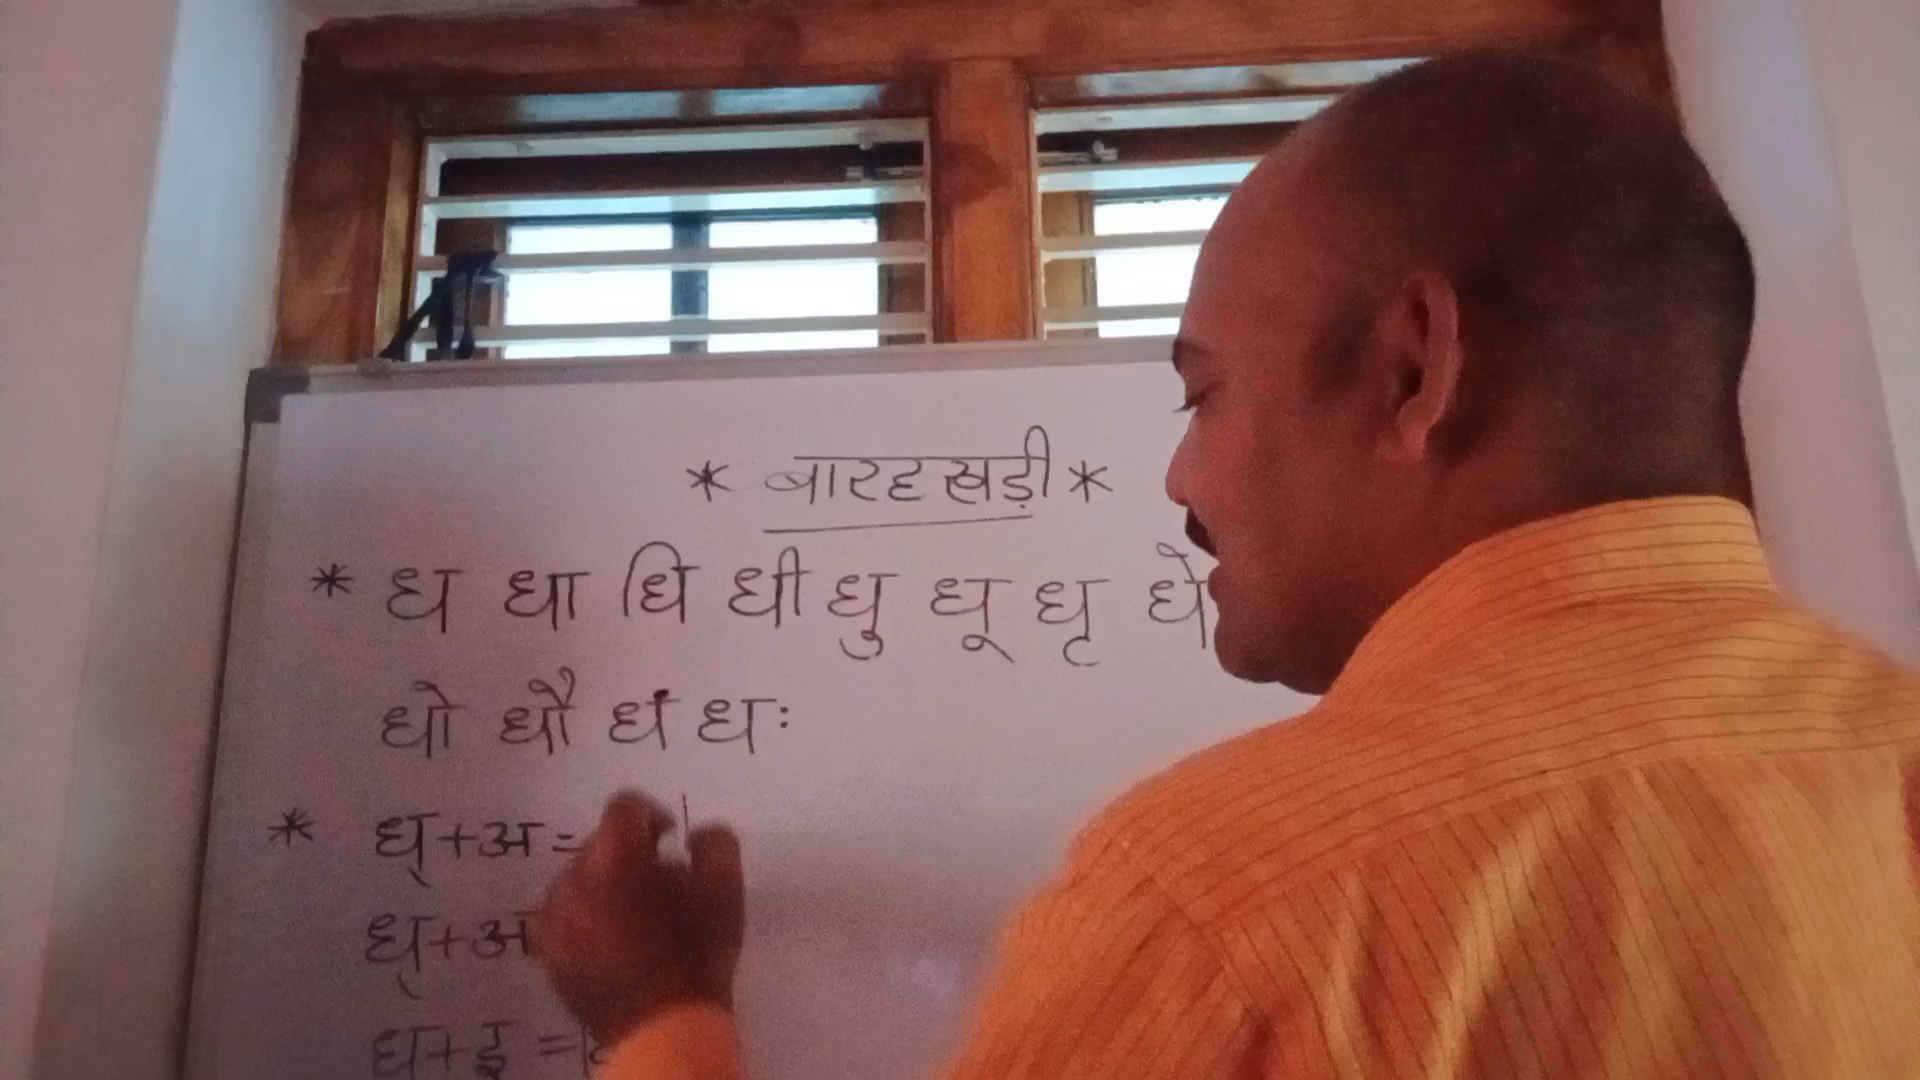 * बारहखड़ी *
* ध धा धि धी धु धू धृ धे
धो धौ धं धः
* ध्+अ=
ध्+अ
ध+इ=